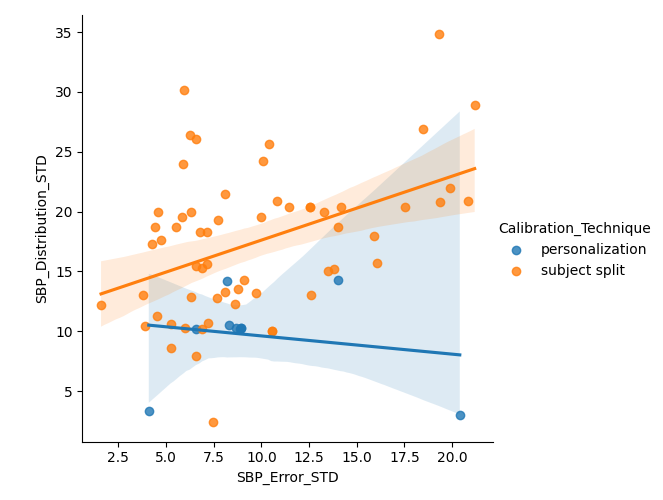 35
30
25
20
15
10
5
SBP_Distribution_STD
2.5 5.0 7.5 10.0 12.5 15.0 17.5 20.0
SBP_Error_STD
Calibration_Technique
personalization
subject split